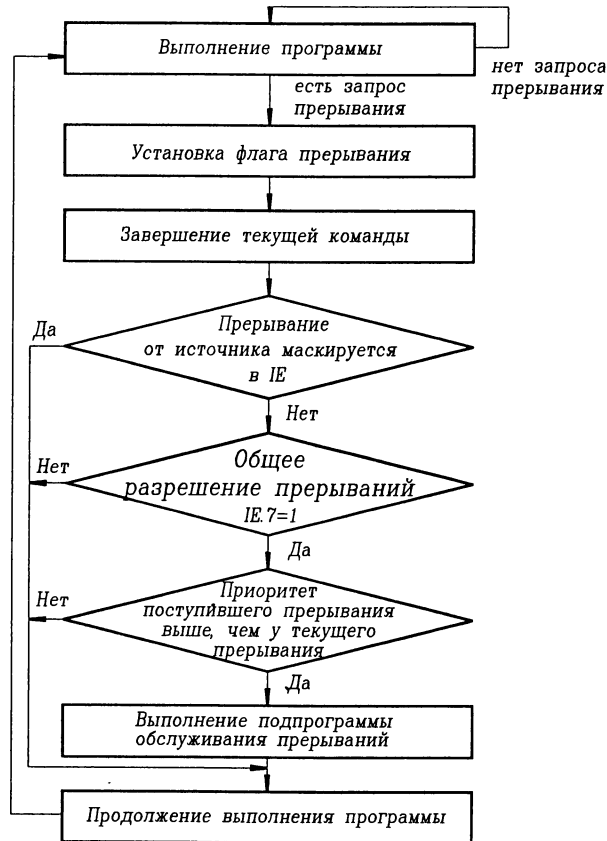 Выполнение программы
нет запроса
прерывания
есть запрос
прерывания
Установка флага прерывания
Завершение текущей команды
Прерывание
от источника маскируется
в IE
Да
Нет
Общее
разрешение прерываний
IE.7=1
Нет
Да
Приоритет
поступившего прерывания
выше, чем у текущего
прерывания
Нет
Да
Выполнение подпрограммы
обслуживания прерываний
Продолжение выполнения программы